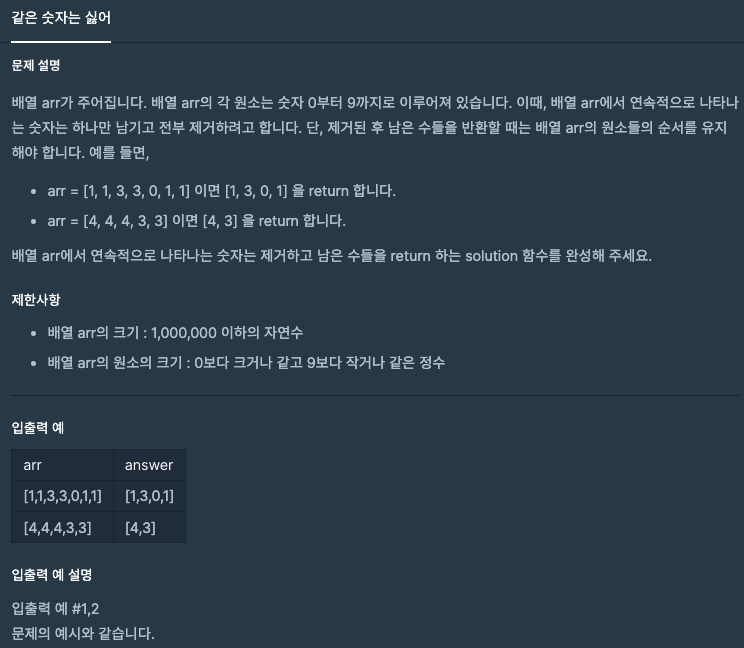 같은 숫자는 싫어
문제 설명
배열 arr가 주어집니다. 배열 arr의 각 원소는 숫자 0부터 9까지로 이루어져 있습니다. 이때, 배열 arr에서 연속적으로 나타나
는 숫자는 하나만 남기고 전부 제거하려고 합니다. 단, 제거된 후 남은 수들을 반환할 때는 배열 arr의 원소들의 순서를 유지
해야 합니다. 예를 들면,
• arr = [1, 1, 3, 3, 0, 1, 1] 이면 [1, 3, 0, 1] 을 return 합니다.
• arr = [4, 4, 4, 3, 3] 이면 [4, 3] 을 return 합니다.
배열 arr에서 연속적으로 나타나는 숫자는 제거하고 남은 수들을 return 하는 solution 함수를 완성해 주세요.
제한사항
• 배열 arr의 크기 : 1,000,000 이하의 자연수
• 배열 arr의 원소의 크기 : 0보다 크거나 같고 9보다 작거나 같은 정수
입출력 예
arr answer
[1,1,3,3,0,1,1] [1,3,0,1]
[4,4,4,3,3] [4,3]
입출력 예 설명
입출력 예 #1,2
문제의 예시와 같습니다.